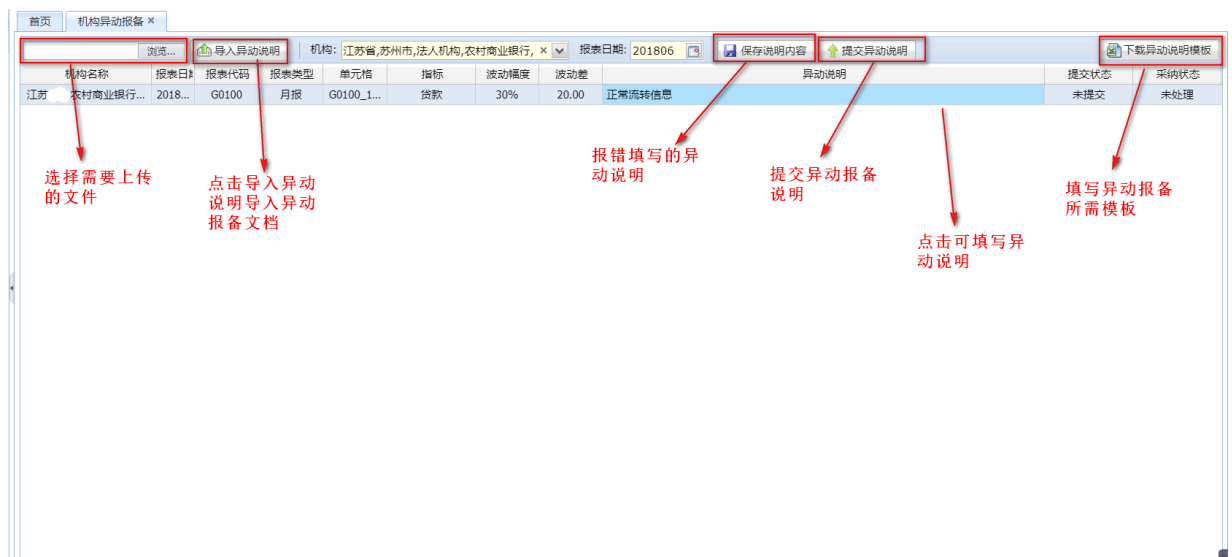 首页 机构异动报备 ×
浏览... 导入异动说明 机构: 江苏省,苏州市,法人机构,农村商业银行, × 报表日期: 201806 保存说明内容 提交异动说明 下载异动说明模板
机构名称 报表日 报表代码 报表类型 单元格 指标 波动幅度 波动差 异动说明 提交状态 采纳状态
江苏 农村商业银行... 2018... G0100 月报 G0100_1... 贷款 30% 20.00 正常流转信息 未提交 未处理
选择需要上传
的文件
点击导入异动
说明导入异动
报备文档
报错填写的异
动说明
提交异动报备
说明
点击可填写异
动说明
填写异动报备
所需模板